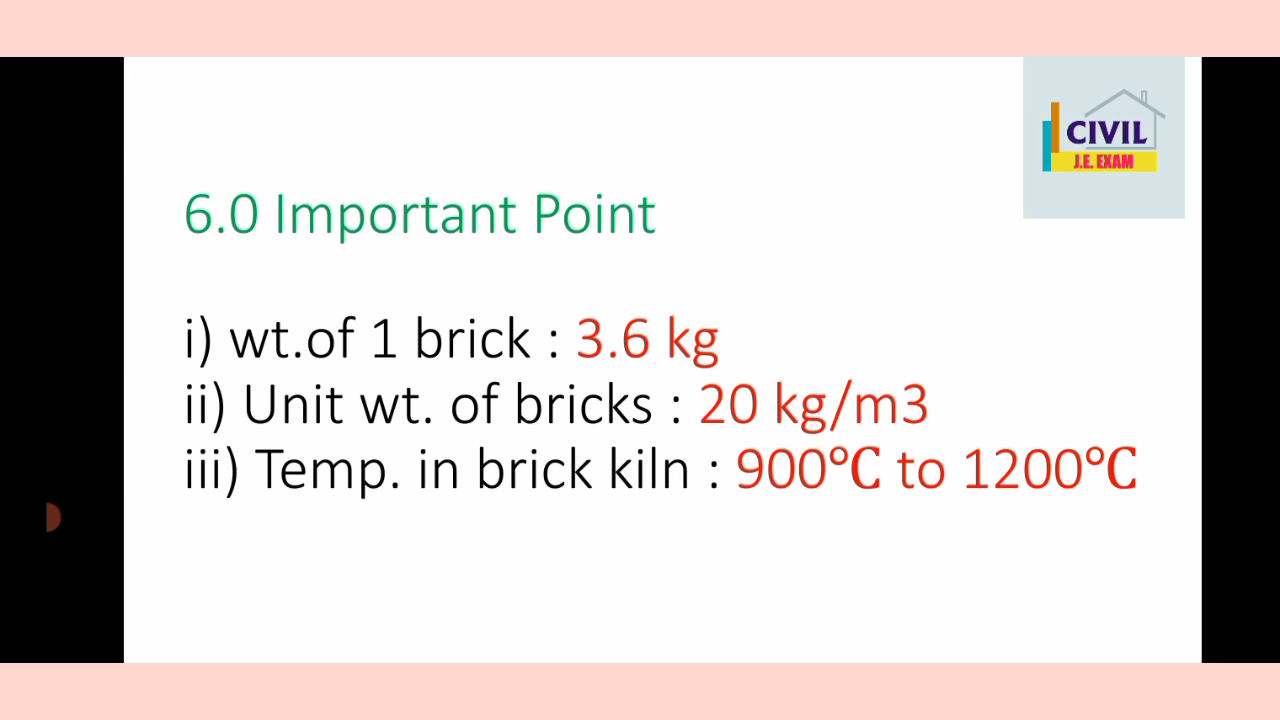 CIVIL
J.E. EXAM
6.0 Important Point
i) wt.of 1 brick : 3.6 kg
ii) Unit wt. of bricks : 20 kg/m3
iii) Temp. in brick kiln : 900℃ to 1200℃